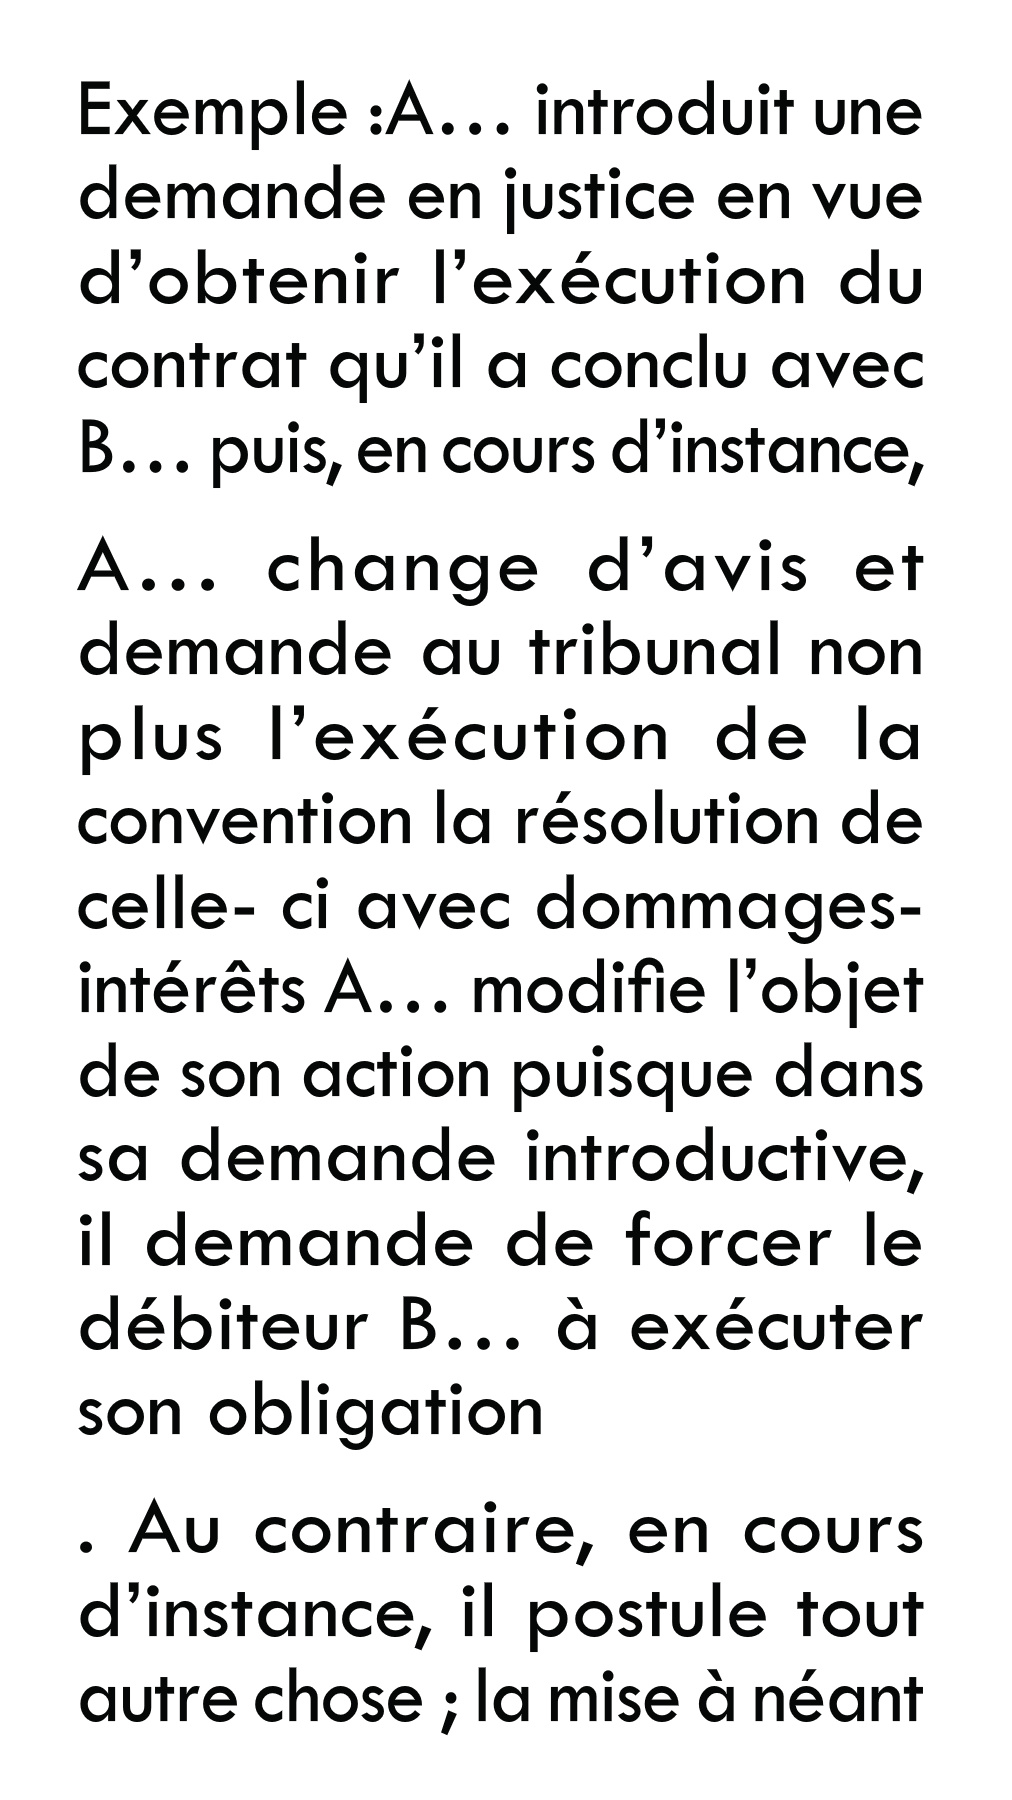 Exemple :A… introduit une
demande en justice en vue
d’obtenir l’exécution du
contrat qu’il a conclu avec
B… puis, en cours d’instance,
A… change d’avis et
demande au tribunal non
plus l’exécution de la
convention la résolution de
celle- ci avec dommages-
intérêts A… modifie l’objet
de son action puisque dans
sa demande introductive,
il demande de forcer le
débiteur B… à exécuter
son obligation
. Au contraire, en cours
d’instance, il postule tout
autre chose ; la mise à néant